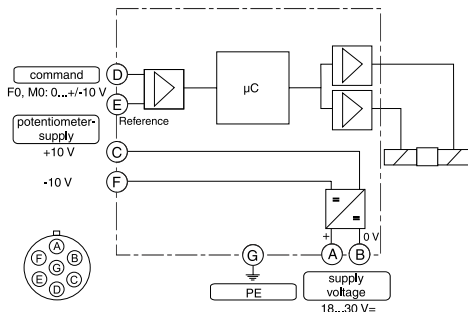 command
D
F0, M0: 0...+/-10 V
E
Reference
µC
potentiometer-
supply
+10 V
C
-10 V
F
=
=
+
0 V
G
A
B
PE
supply
voltage
18...30 V=
A
F
B
G
E
C
D